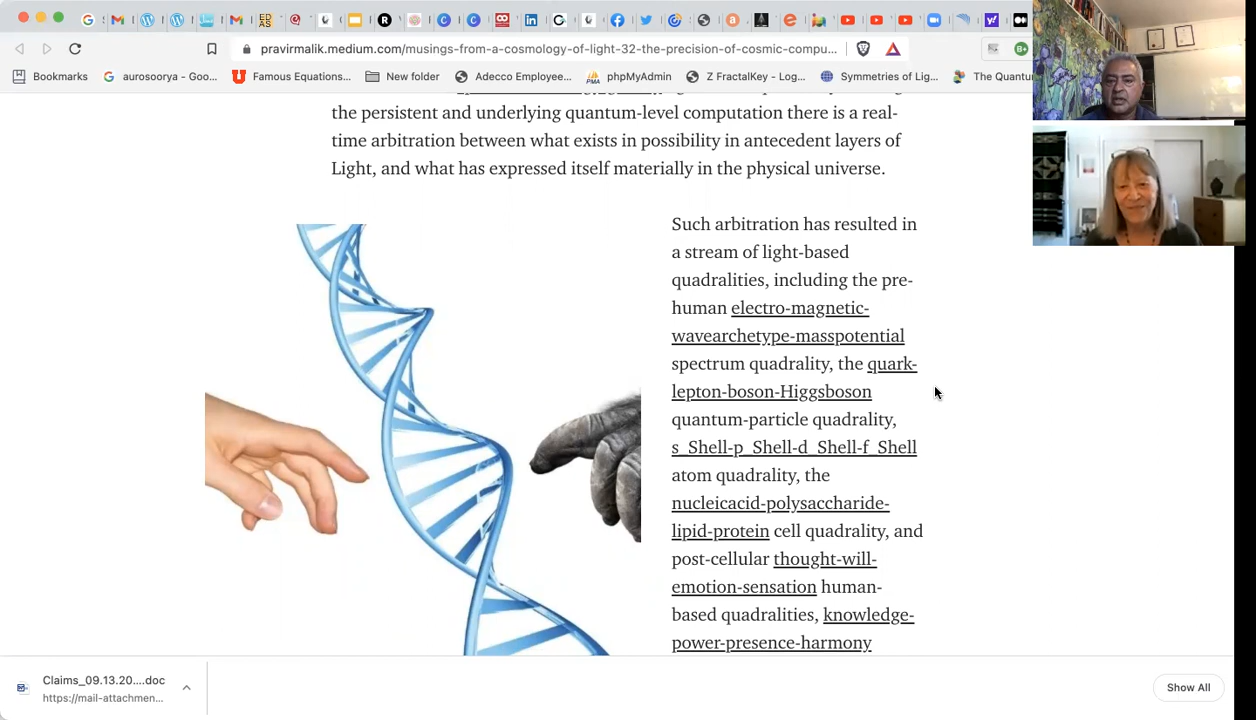 pravirmalik.medium.com/musings-from-a-cosmology-of-light-32-the-precision-of-cosmic-compu...
Bookmarks
aurosoorya - Goo...
Famous Equations...
New folder
Adecco Employee...
phpMyAdmin
Z FractalKey - Log...
Symmetries of Lig...
The Quantu
the persistent and underlying quantum-level computation there is a real-
time arbitration between what exists in possibility in antecedent layers of
Light, and what has expressed itself materially in the physical universe.
Such arbitration has resulted in
a stream of light-based
quadralities, including the pre-
human electro-magnetic-
wavearchetype-masspotential
spectrum quadrality, the quark-
lepton-boson-Higgsboson
quantum-particle quadrality,
s_Shell-p_Shell-d_Shell-f_Shell
atom quadrality, the
nucleicacid-polysaccharide-
lipid-protein cell quadrality, and
post-cellular thought-will-
emotion-sensation human-
based quadralities, knowledge-
power-presence-harmony
Claims_09.13.20....doc
https://mail-attachmen...
Show All